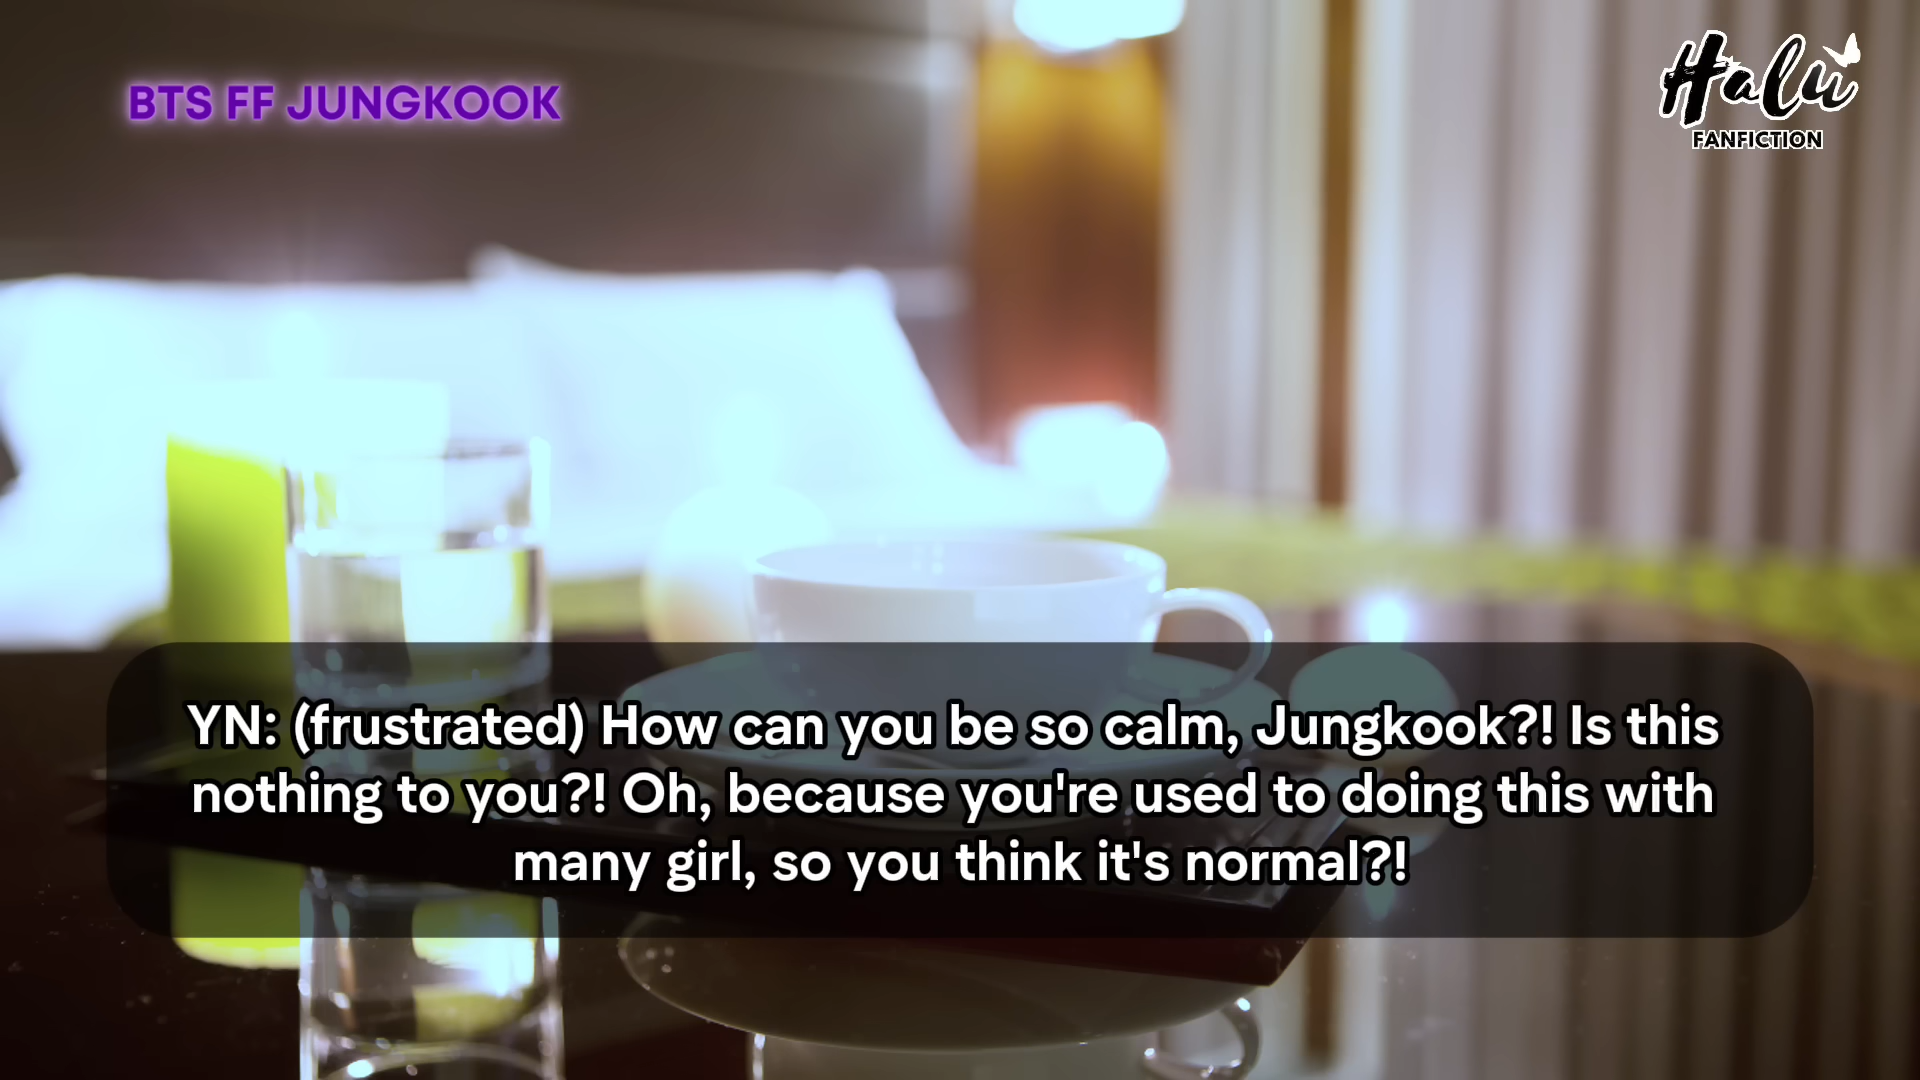 BTS FF JUNGKOOK
Halu
FANFICTION
YN: (frustrated) How can you be so calm, Jungkook?! Is this
nothing to you?! Oh, because you're used to doing this with
many girl, so you think it's normal?!